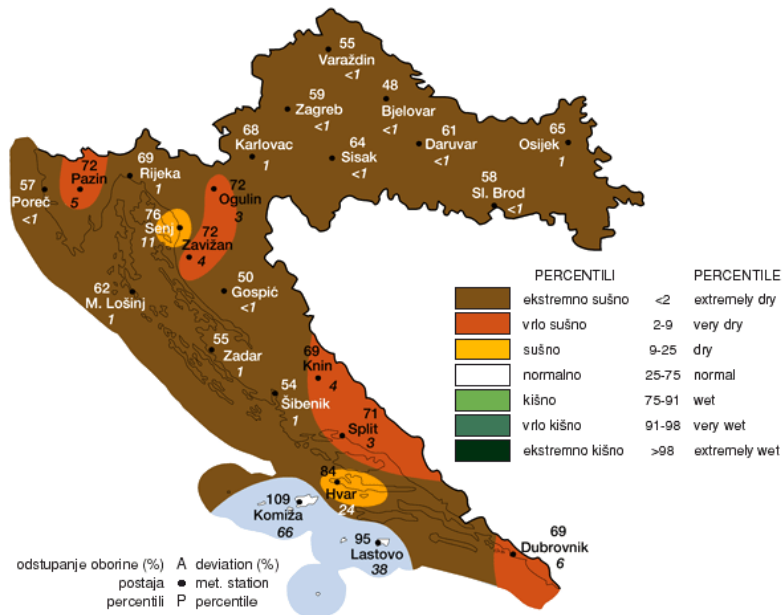 55
Varaždin
<1
48
Bjelovar
<1
59
Zagreb
<1
68
Karlovac
1
64
Sisak
<1
61
Daruvar
<1
65
Osijek
1
58
Sl. Brod
<1
57
Poreč
<1
72
Pazin
5
69
Rijeka
1
72
Ogulin
3
76
Senj
11
72
Zavižan
4
50
Gospić
<1
62
M. Lošinj
1
55
Zadar
1
54
Šibenik
1
69
Knin
4
71
Split
3
84
Hvar
24
109
Komiža
66
95
Lastovo
38
69
Dubrovnik
6
PERCENTILI PERCENTILE
ekstremno sušno <2 extremely dry
vrlo sušno 2-9 very dry
sušno 9-25 dry
normalno 25-75 normal
kišno 75-91 wet
vrlo kišno 91-98 very wet
ekstremno kišno >98 extremely wet
odstupanje oborine (%) A deviation (%)
postaja ● met. station
percentili P percentile